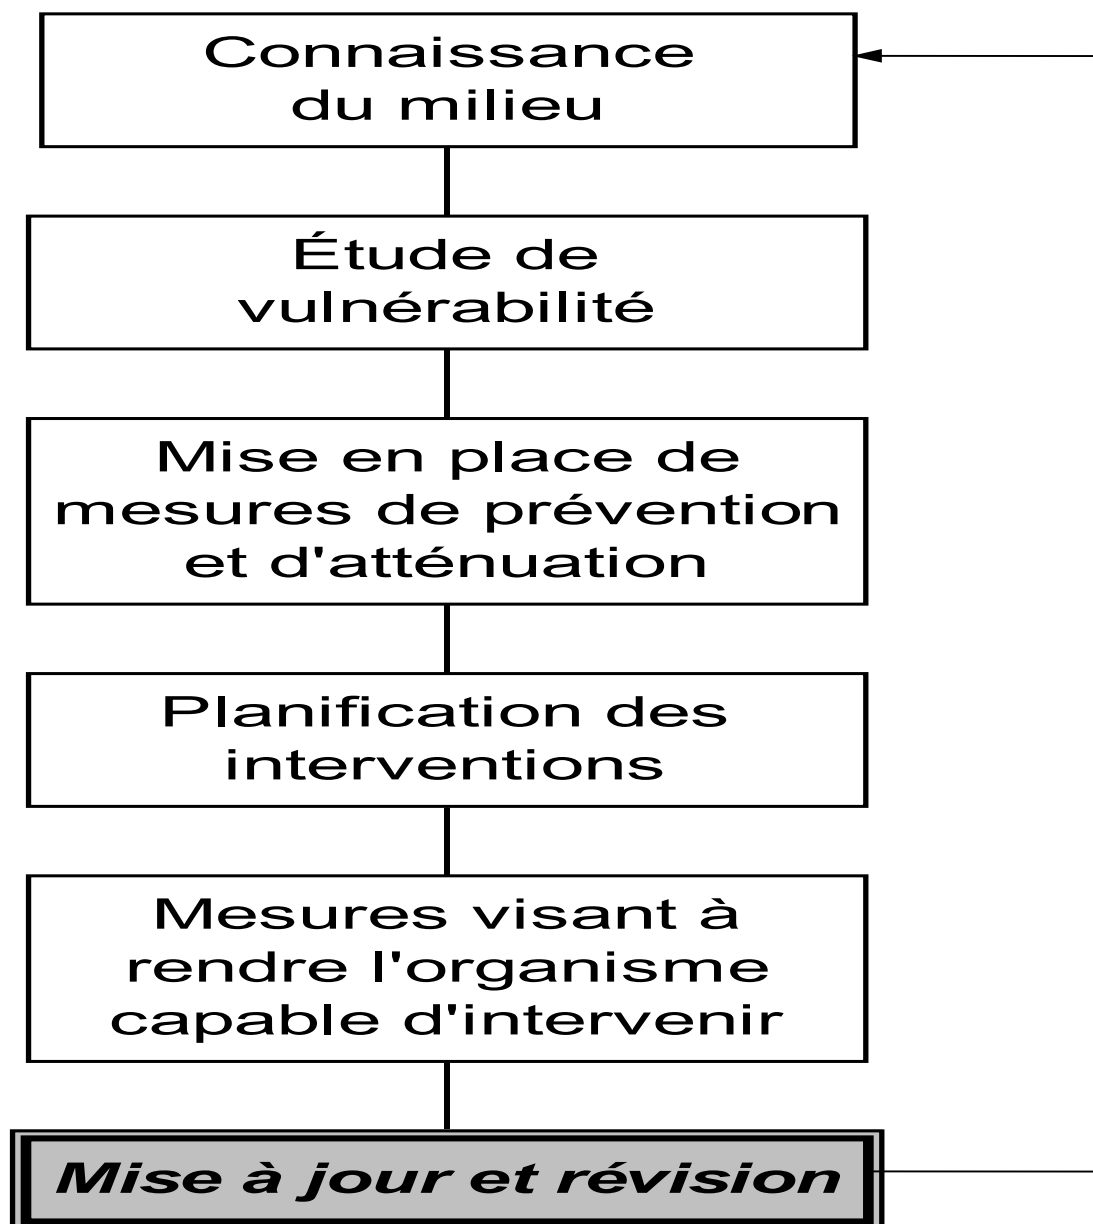 Connaissance
du milieu
Étude de
vulnérabilité
Mise en place de
mesures de prévention
et d'atténuation
Planification des
interventions
Mesures visant à
rendre l'organisme
capable d'intervenir
Mise à jour et révision